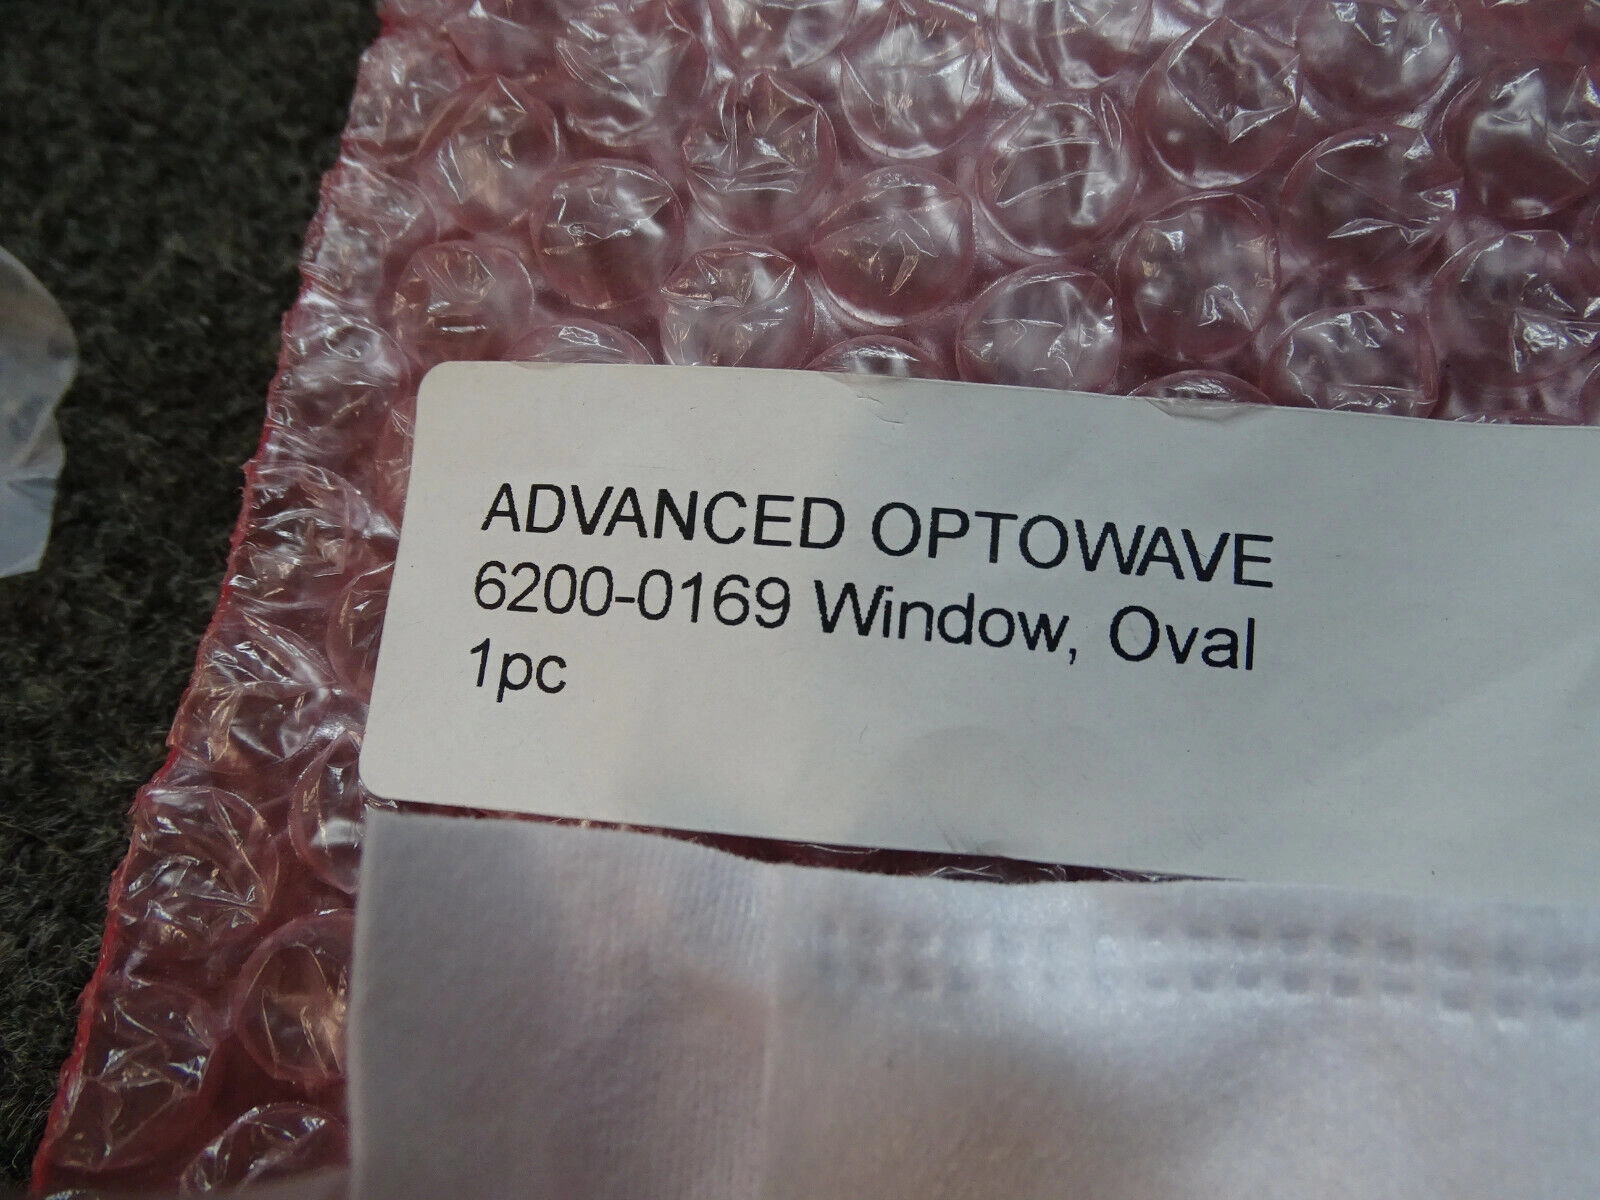 ADVANCED OPTOWAVE
6200-0169 Window, Oval
1pc